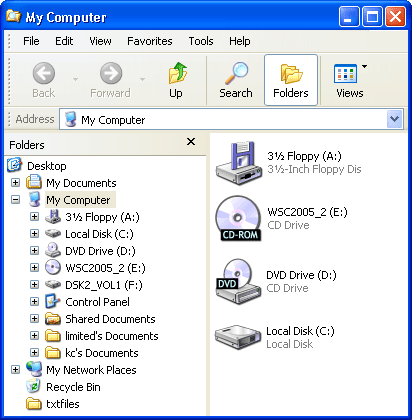 My Computer
File Edit View Favorites Tools Help
Back Forward Up Search Folders Views
Address My Computer
Folders
Desktop
My Documents
My Computer
3½ Floppy (A:)
Local Disk (C:)
DVD Drive (D:)
WSC2005_2 (E:)
DSK2_VOL1 (F:)
Control Panel
Shared Documents
limited's Documents
kc's Documents
My Network Places
Recycle Bin
txtfiles
3½ Floppy (A:)
3½-Inch Floppy Dis
WSC2005_2 (E:)
CD Drive
CD-ROM
DVD Drive (D:)
CD Drive
DVD
Local Disk (C:)
Local Disk